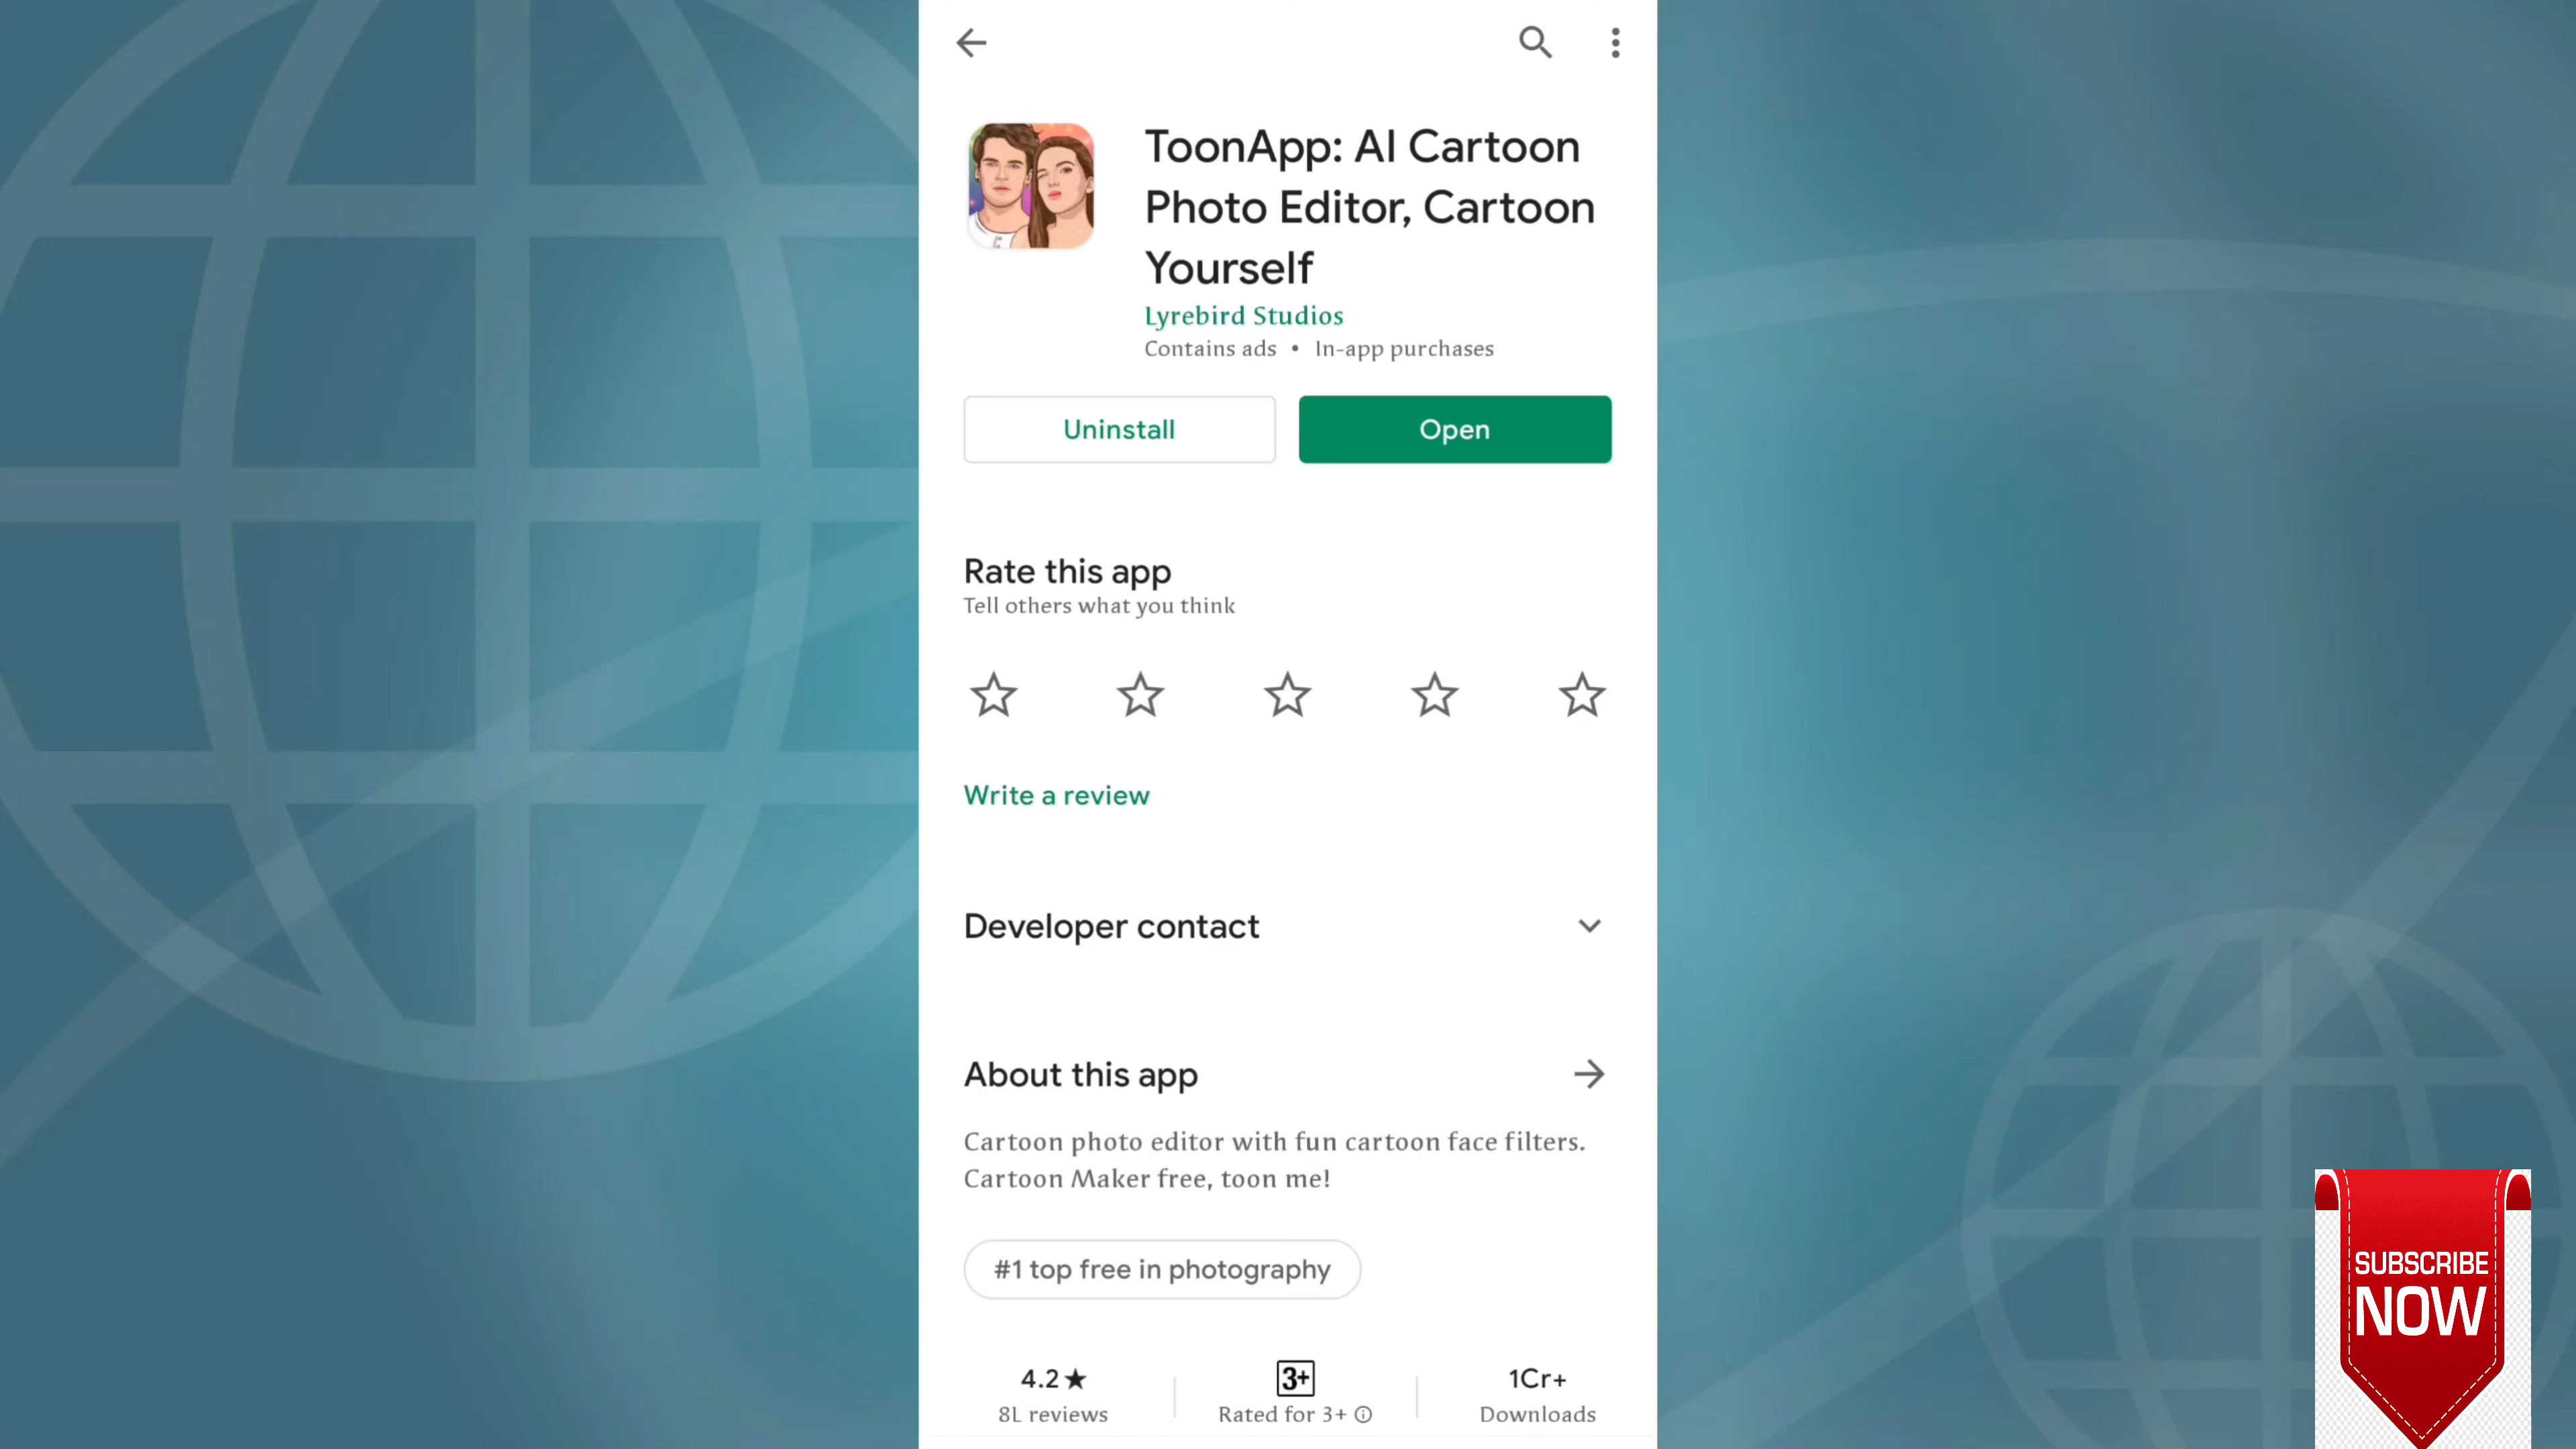 ToonApp: AI Cartoon
Photo Editor, Cartoon
Yourself
Lyrebird Studios
Contains ads • In-app purchases
Uninstall
Open
Rate this app
Tell others what you think
Write a review
Developer contact
About this app
Cartoon photo editor with fun cartoon face filters.
Cartoon Maker free, toon me!
#1 top free in photography
4.2★
8L reviews
3+
Rated for 3+
1Cr+
Downloads
SUBSCRIBE
NOW